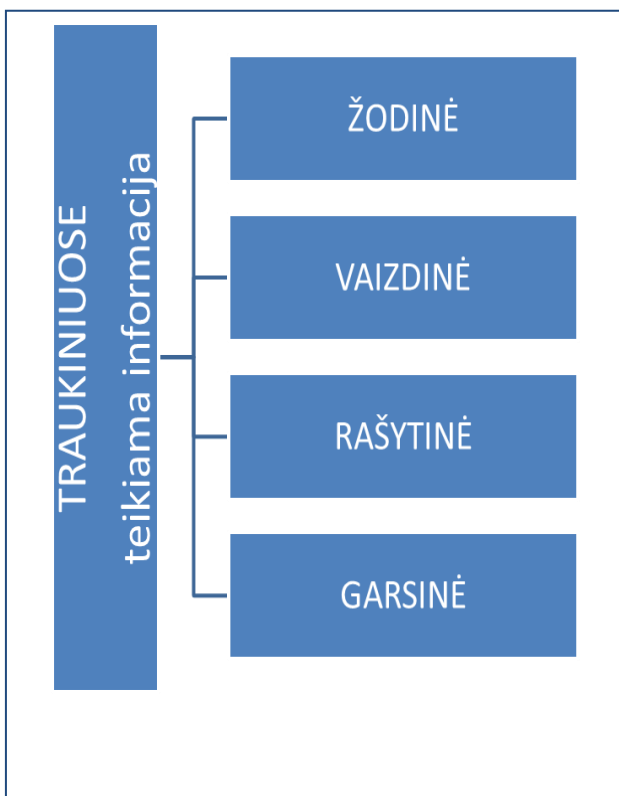 TRAUKINIUOSE
teikiama informacija
ŽODINĖ
VAIZDINĖ
RAŠYTINĖ
GARSINĖ